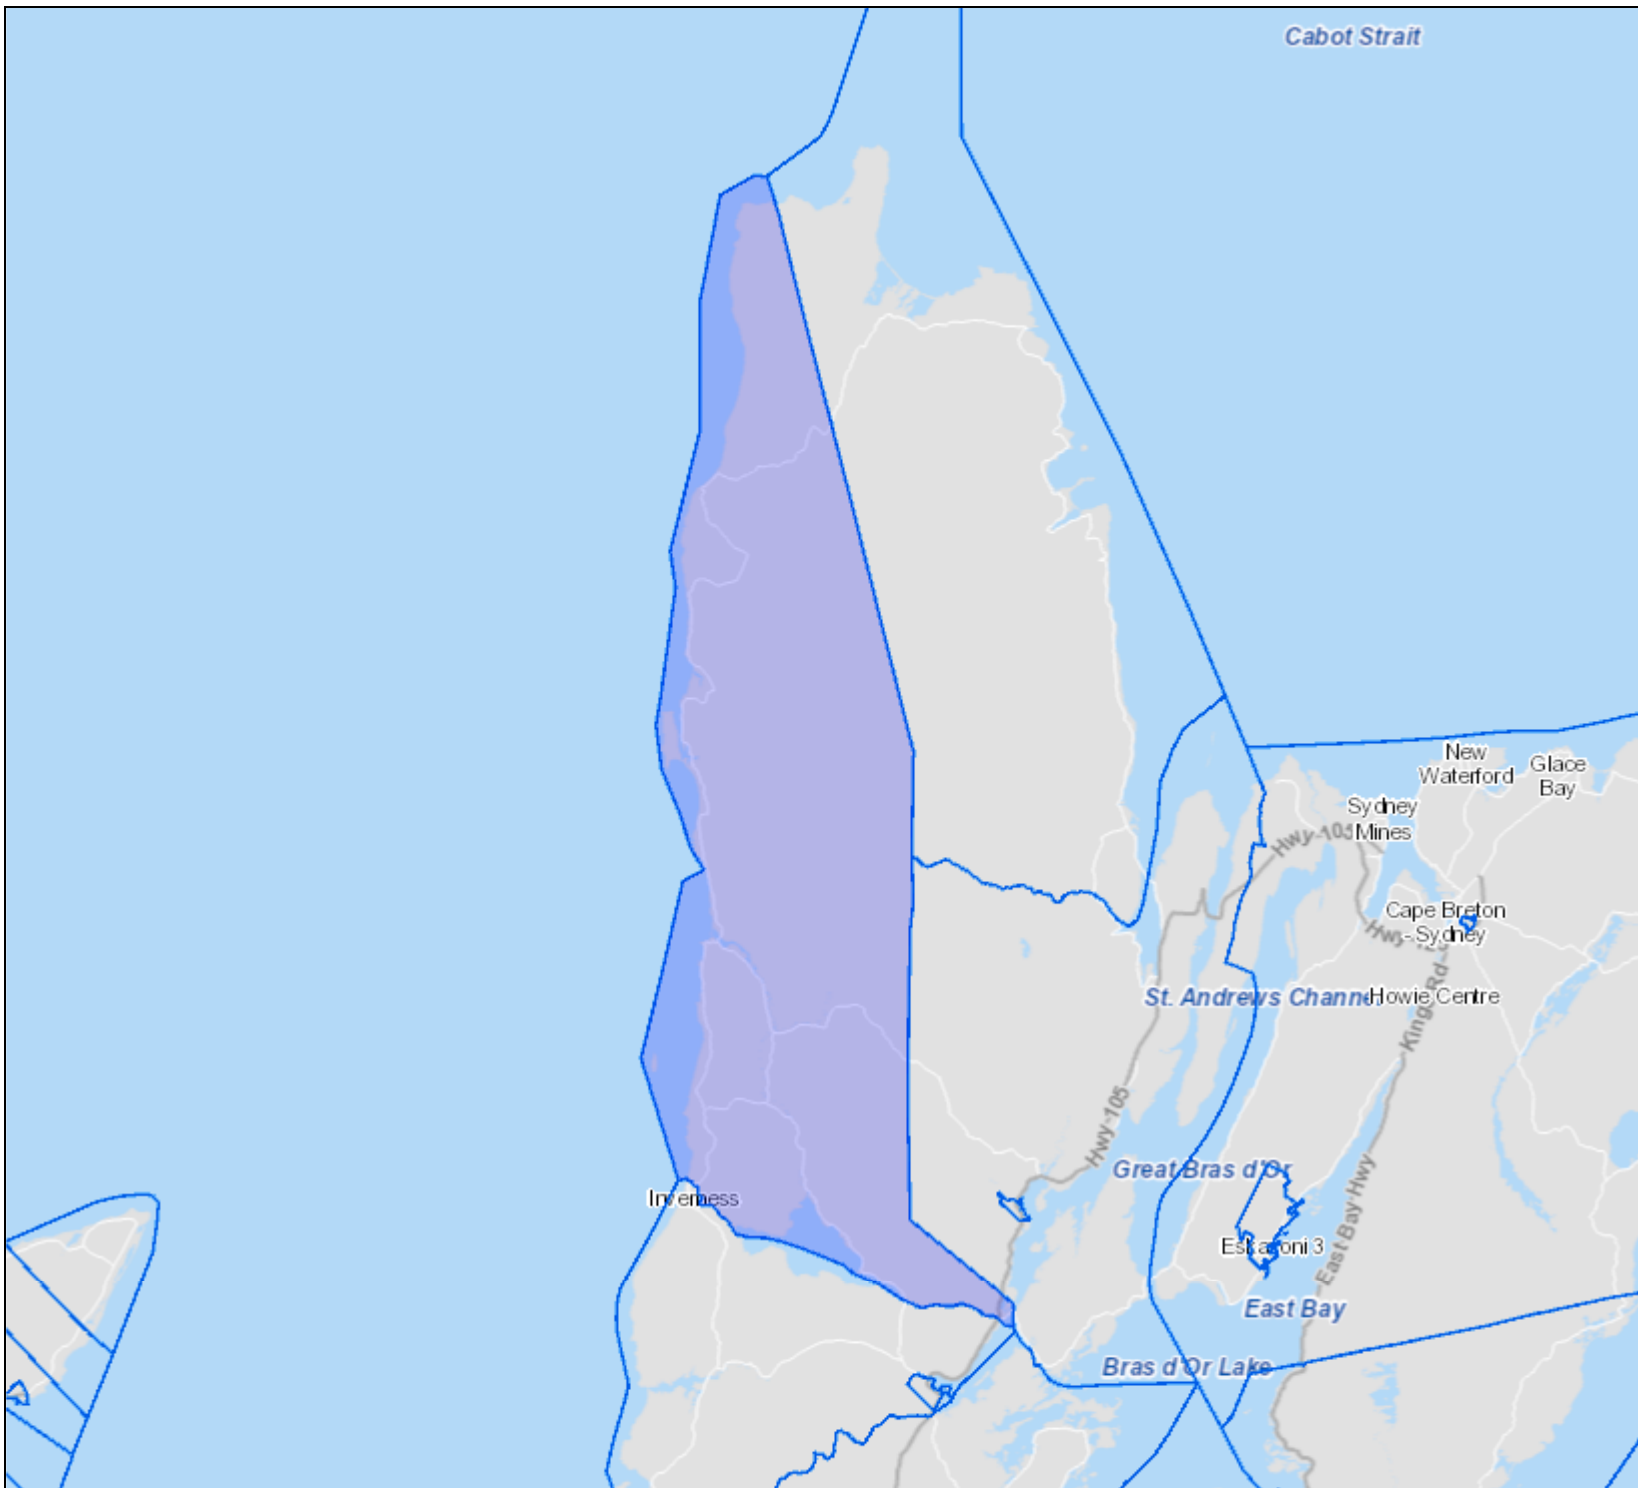 Cabot Strait
New
Waterford
Glace
Bay
Sydney
Mines
Hwy-105
Cape Breton
- Sydney
St. Andrews Channel
Howie Centre
Kings Rd
Hwy-105
Great Bras d'Or
Inverness
Eskasoni 3
East Bay Hwy
East Bay
Bras d'Or Lake